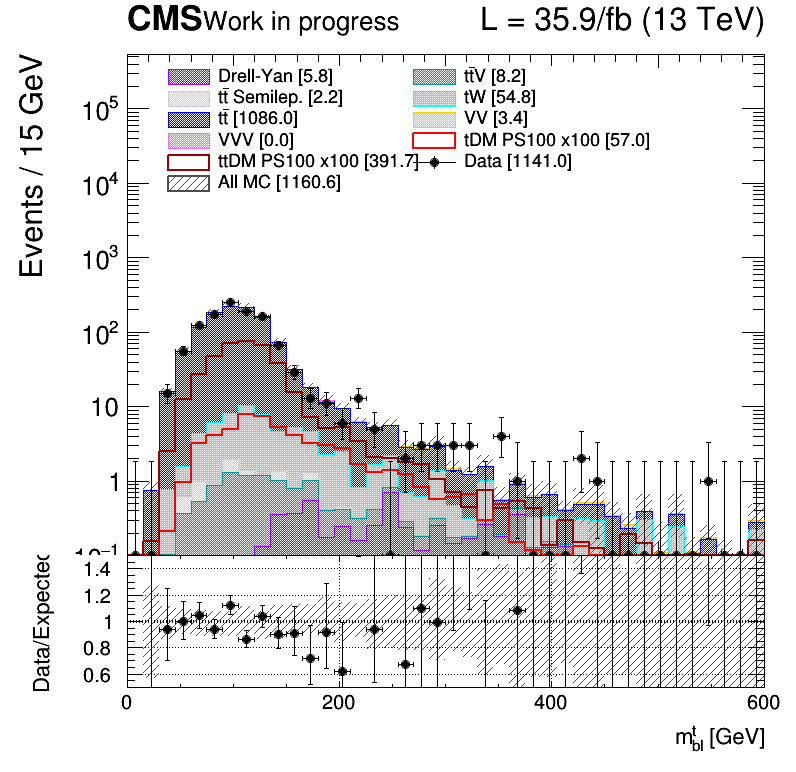 CMS Work in progress L = 35.9/fb (13 TeV)
Events / 15 GeV
Drell-Yan [5.8] tt̄V [8.2]
tt̄ Semilep. [2.2] tW [54.8]
tt̄ [1086.0] VV [3.4]
VVV [0.0] tDM PS100 x100 [57.0]
ttDM PS100 x100 [391.7] Data [1141.0]
All MC [1160.6]
10⁵
10⁴
10³
10²
10
1
10⁻¹
Data/Expected
1.4
1.2
1
0.8
0.6
0 200 400 600
mᵗ_bl [GeV]